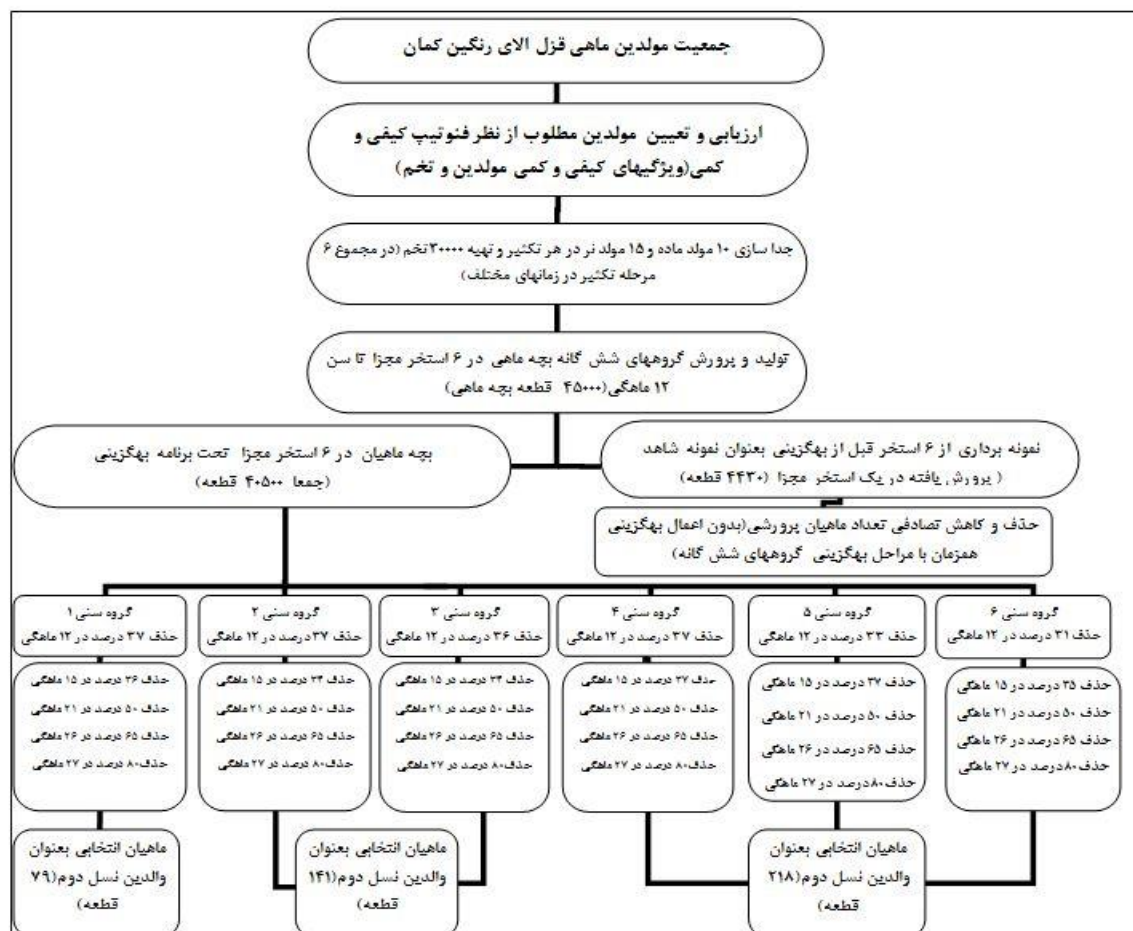 جمعیت مولدین ماهی قزل الای رنگین کمان
ارزیابی و تعیین مولدین مطلوب از نظر فنوتیپ کیفی و
کمی(ویژگیهای کیفی و کمی مولدین و تخم)
جدا سازی ۱۰ مولد ماده و ۱۵ مولد نر در هر تکثیر و تهیه ۳۰۰۰۰تخم (در مجموع ۶
مرحله تکثیر در زمانهای مختلف)
تولید و پرورش گروههای شش گانه بچه ماهی در ۶ استخر مجزا تا سن
۱۲ ماهگی(۴۵۰۰۰ قطعه بچه ماهی)
نمونه برداری از ۶ استخر قبل از بهگزینی بعنوان نمونه شاهد
( پرورش یافته در یک استخر مجزا (۴۴۳۰ قطعه)
بچه ماهیان در ۶ استخر مجزا تحت برنامه بهگزینی
(جمعا ۴۰۵۰۰ قطعه)
حذف و کاهش تصادفی تعداد ماهیان پرورشی(بدون اعمال بهگزینی
همزمان با مراحل بهگزینی گروههای شش گانه)
گروه سنی ۱
حذف ۳۷ درصد در ۱۲ ماهگی
گروه سنی ۲
حذف ۳۷ درصد در ۱۲ ماهگی
گروه سنی ۳
حذف ۳۶ درصد در ۱۲ ماهگی
گروه سنی ۴
حذف ۳۷ درصد در ۱۲ ماهگی
گروه سنی ۵
حذف ۳۳ درصد در ۱۲ ماهگی
گروه سنی ۶
حذف ۳۱ درصد در ۱۲ ماهگی
حذف ۳۶ درصد در ۱۵ ماهگی
حذف ۵۰ درصد در ۲۱ ماهگی
حذف ۶۵ درصد در ۲۶ ماهگی
حذف۸۰ درصد در ۲۷ ماهگی
حذف ۳۴ درصد در ۱۵ ماهگی
حذف ۵۰ درصد در ۲۱ ماهگی
حذف ۶۵ درصد در ۲۶ ماهگی
حذف۸۰ درصد در ۲۷ ماهگی
حذف ۳۴ درصد در ۱۵ ماهگی
حذف ۵۰ درصد در ۲۱ ماهگی
حذف ۶۵ درصد در ۲۶ ماهگی
حذف۸۰ درصد در ۲۷ ماهگی
حذف ۳۷ درصد در ۱۵ ماهگی
حذف ۵۰ درصد در ۲۱ ماهگی
حذف ۶۵ درصد در ۲۶ ماهگی
حذف۸۰ درصد در ۲۷ ماهگی
حذف ۳۷ درصد در ۱۵ ماهگی
حذف ۵۰ درصد در ۲۱ ماهگی
حذف ۶۵ درصد در ۲۶ ماهگی
حذف ۸۰درصد در ۲۷ ماهگی
حذف ۳۵ درصد در ۱۵ ماهگی
حذف ۵۰ درصد در ۲۱ ماهگی
حذف ۶۵ درصد در ۲۶ ماهگی
حذف۸۰ درصد در ۲۷ ماهگی
ماهیان انتخابی بعنوان
والدین نسل دوم(۷۹
قطعه)
ماهیان انتخابی بعنوان
والدین نسل دوم(۱۴۱
قطعه)
ماهیان انتخابی بعنوان
والدین نسل دوم(۲۱۸
قطعه)